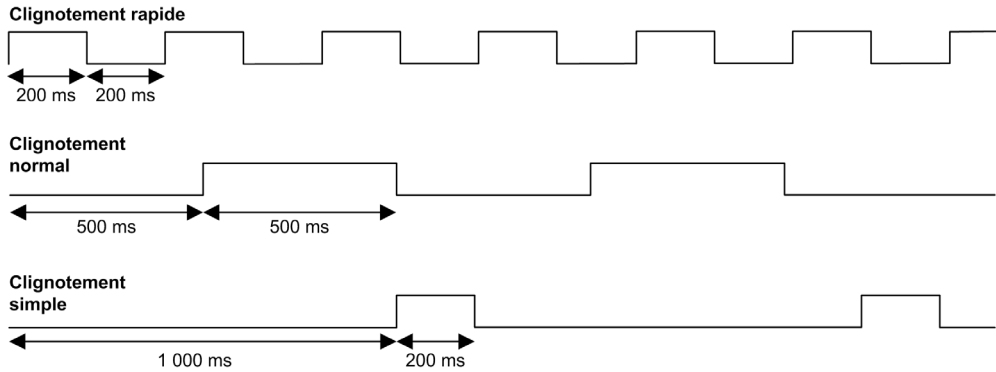 Clignotement rapide
200 ms 200 ms
Clignotement
normal
500 ms 500 ms
Clignotement
simple
1 000 ms 200 ms